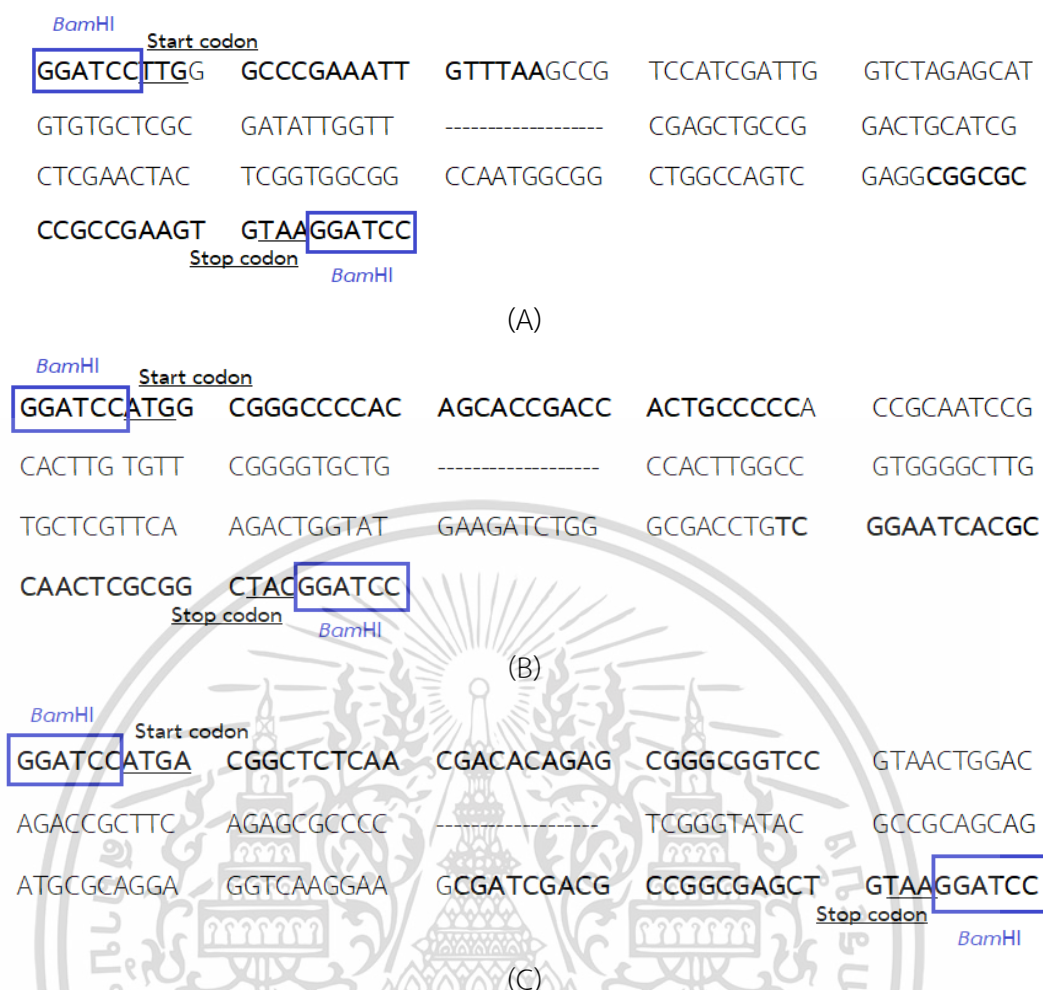 BamHI
Start codon
GGATCCTTGG GCCCGAAATT GTTTAAGCCG TCCATCGATTG GTCTAGAGCAT
GTGTGCTCGC GATATTGGTT ------------------- CGAGCTGCCG GACTGCATCG
CTCGAACTAC TCGGTGGCGG CCAATGGCGG CTGGCCAGTC GAGGCGGCGC
CCGCCGAAGT GTAAGGATCC
Stop codon
BamHI
(A)
BamHI
Start codon
GGATCCATGG CGGGCCCCAC AGCACCGACC ACTGCCCCCA CCGCAATCCG
CACTTG TGTT CGGGGTGCTG ------------------- CCACTTGGCC GTGGGGCTTG
TGCTCGTTCA AGACTGGTAT GAAGATCTGG GCGACCTGTC GGAATCACGC
CAACTCGCGG CTACGGATCC
Stop codon
BamHI
(B)
BamHI
Start codon
GGATCCATGA CGGCTCTCAA CGACACAGAG CGGGCGGTCC GTAACTGGAC
AGACCGCTTC AGAGCGCCCC ------------------- TCGGGTATAC GCCGCAGCAG
ATGCGCAGGA GGTCAAGGAA GCGATCGACG CCGGCGAGCT GTAAGGATCC
Stop codon
BamHI
(C)